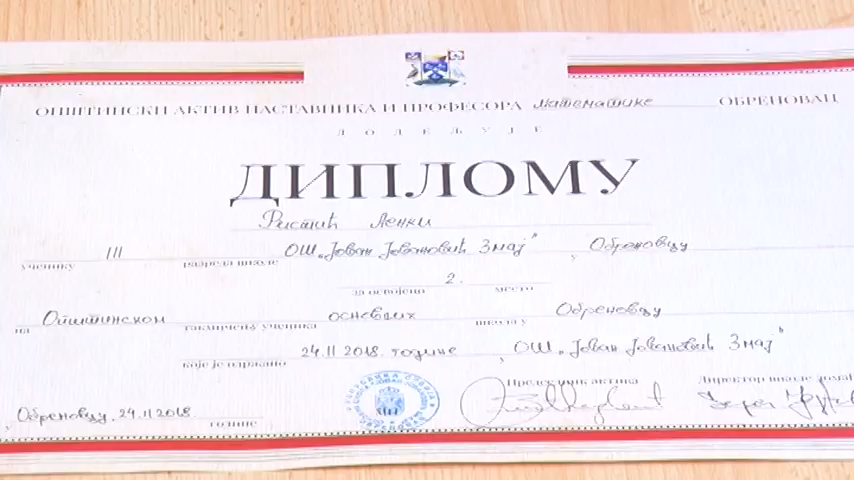 ОПШТИНСКИ АКТИВ НАСТАВНИКА И ПРОФЕСОРА математике ОБРЕНОВАЦ
ДОДЕЉУЈЕ
ДИПЛОМУ
Ристић Ленки
ученику III разреда школе ОШ „Јован Јовановић Змај" у Обреновцу
за освојено 2. место
на Општинском такмичењу ученика основних школа у Обреновцу
које је одржано 24.11.2018. године, ОШ „Јован Јовановић Змај"
Председник актива Директор школе
у Обреновцу, 24.11.2018 године